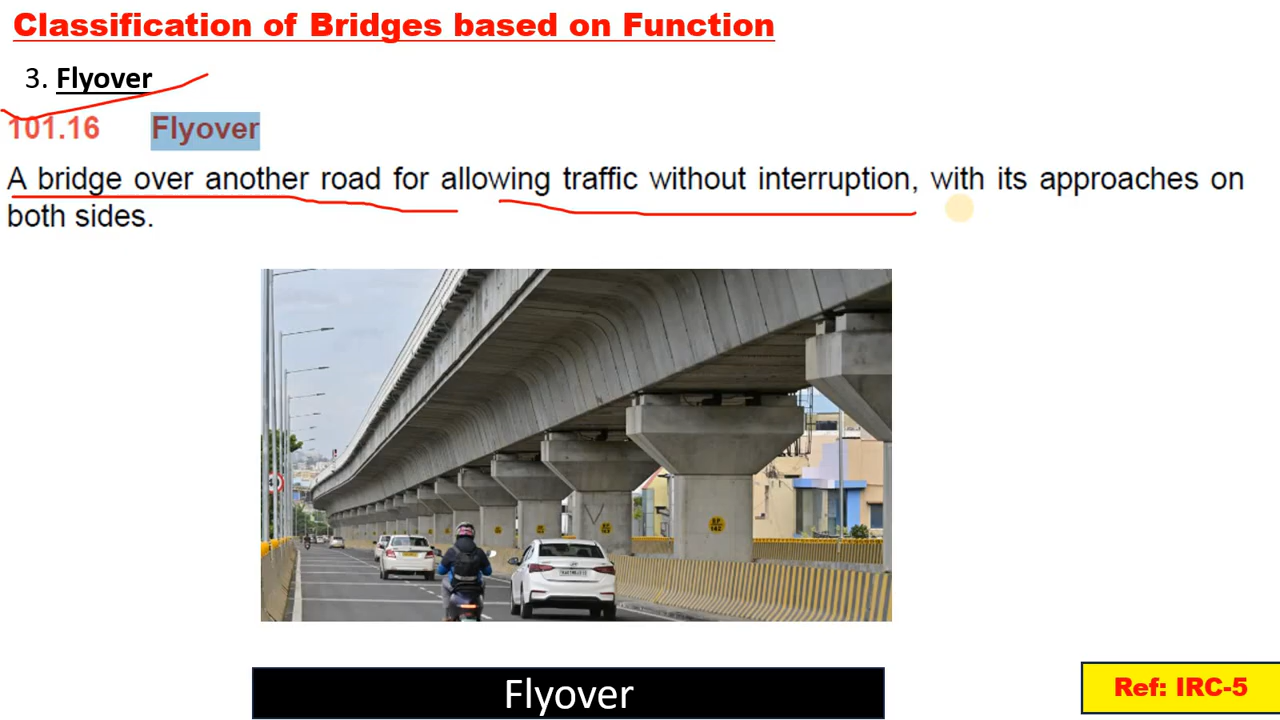 Classification of Bridges based on Function
3. Flyover
101.16 Flyover
A bridge over another road for allowing traffic without interruption, with its approaches on
both sides.
Flyover
Ref: IRC-5